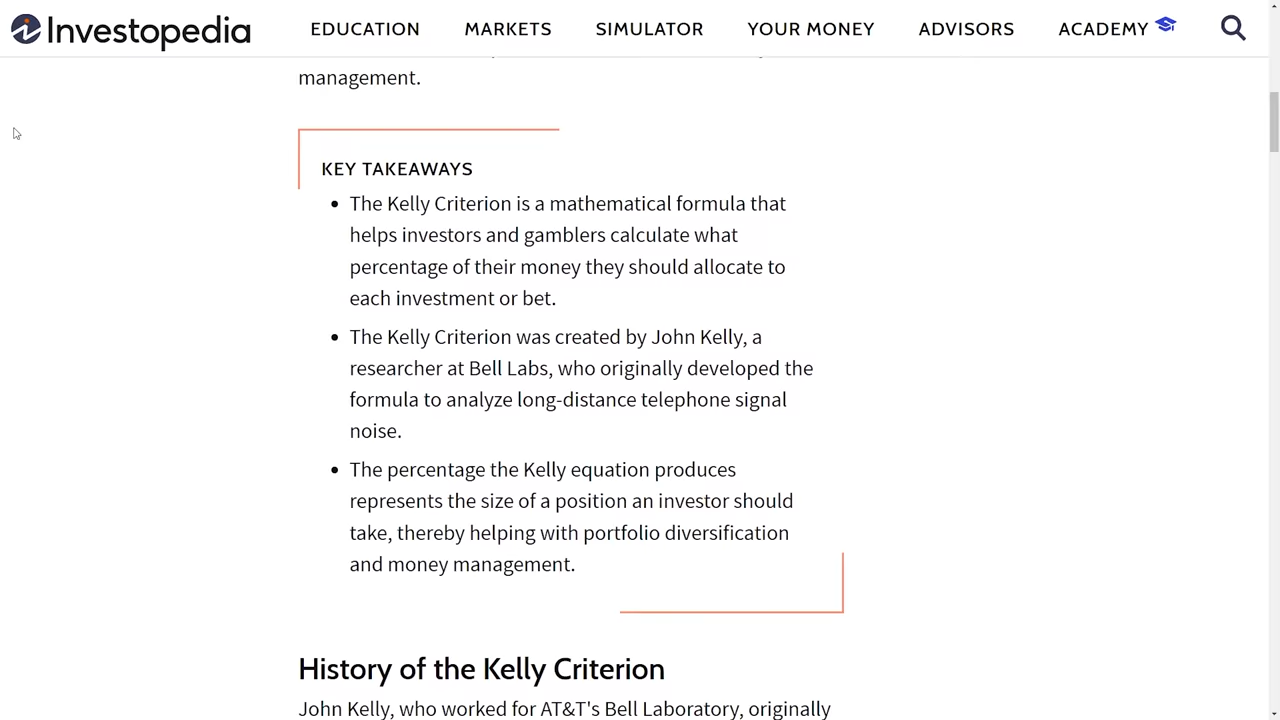 Investopedia
EDUCATION MARKETS SIMULATOR YOUR MONEY ADVISORS ACADEMY
management.
KEY TAKEAWAYS
• The Kelly Criterion is a mathematical formula that
helps investors and gamblers calculate what
percentage of their money they should allocate to
each investment or bet.
• The Kelly Criterion was created by John Kelly, a
researcher at Bell Labs, who originally developed the
formula to analyze long-distance telephone signal
noise.
• The percentage the Kelly equation produces
represents the size of a position an investor should
take, thereby helping with portfolio diversification
and money management.
History of the Kelly Criterion
John Kelly, who worked for AT&T's Bell Laboratory, originally